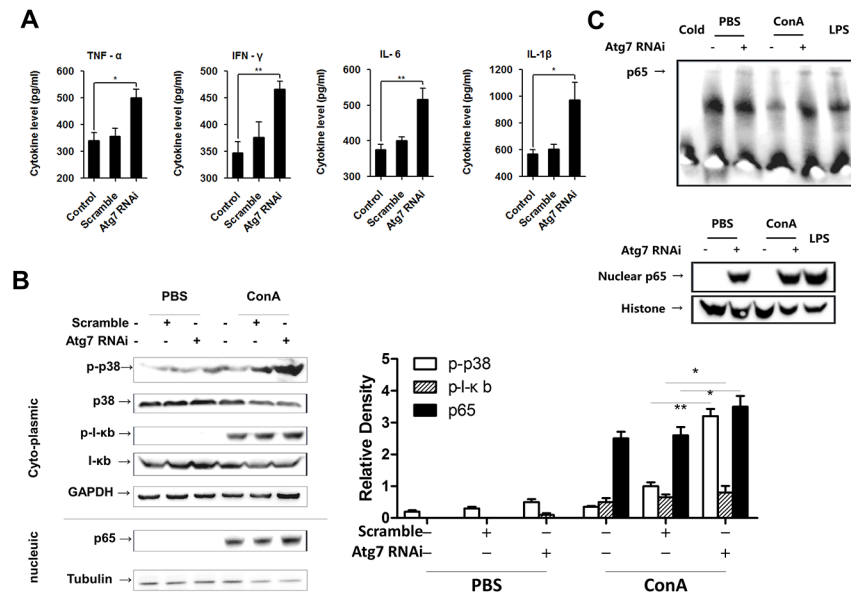 A
TNF - α
IFN - γ
IL- 6
IL-1β
Cytokine level (pg/ml)
600
500
400
300
200
Control
Scramble
Atg7 RNAi
*
Cytokine level (pg/ml)
500
450
400
350
300
Control
Scramble
Atg7 RNAi
**
Cytokine level (pg/ml)
600
500
400
300
Control
Scramble
Atg7 RNAi
**
Cytokine level (pg/ml)
1200
900
600
300
Control
Scramble
Atg7 RNAi
*
C
Cold PBS ConA LPS
Atg7 RNAi - + - +
p65 →
PBS ConA LPS
Atg7 RNAi - + - +
Nuclear p65 →
Histone →
B
PBS ConA
Scramble - + - - + -
Atg7 RNAi - - + - - +
Cyto-plasmic
p-p38→
p38 →
p-I-κb →
I-κb →
GAPDH →
nucleuic
p65 →
Tubulin →
Relative Density
5
4
3
2
1
0
p-p38
p-I-κ b
p65
*
*
**
Scramble − + − − + −
Atg7 RNAi − − + − − +
PBS ConA